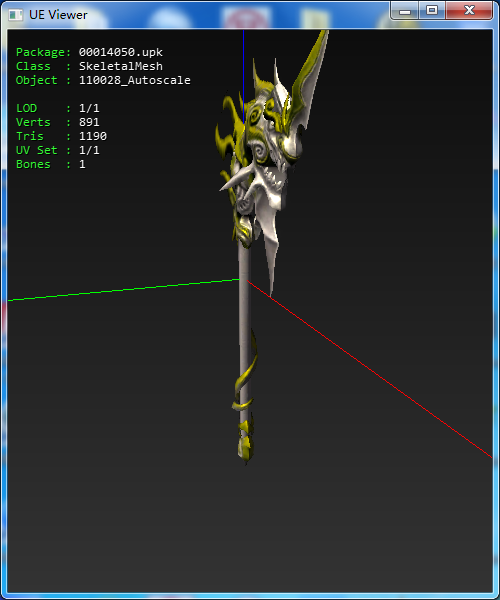 UE Viewer
Package: 00014050.upk
Class : SkeletalMesh
Object : 110028_Autoscale
LOD : 1/1
Verts : 891
Tris : 1190
UV Set : 1/1
Bones : 1